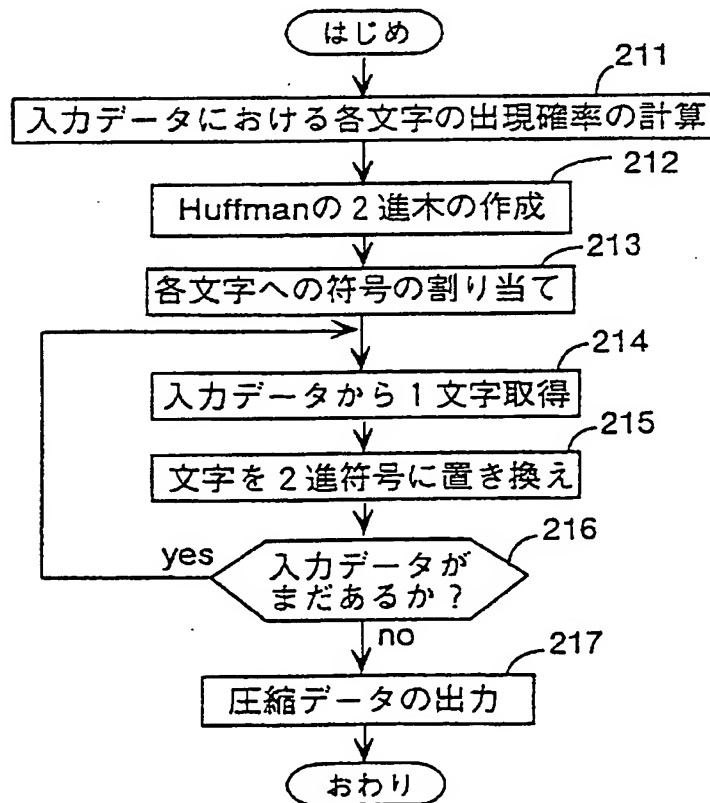 はじめ
211
入力データにおける各文字の出現確率の計算
212
Huffmanの2進木の作成
213
各文字への符号の割り当て
214
入力データから1文字取得
215
文字を2進符号に置き換え
216
yes
入力データが
まだあるか?
no
217
圧縮データの出力
おわり